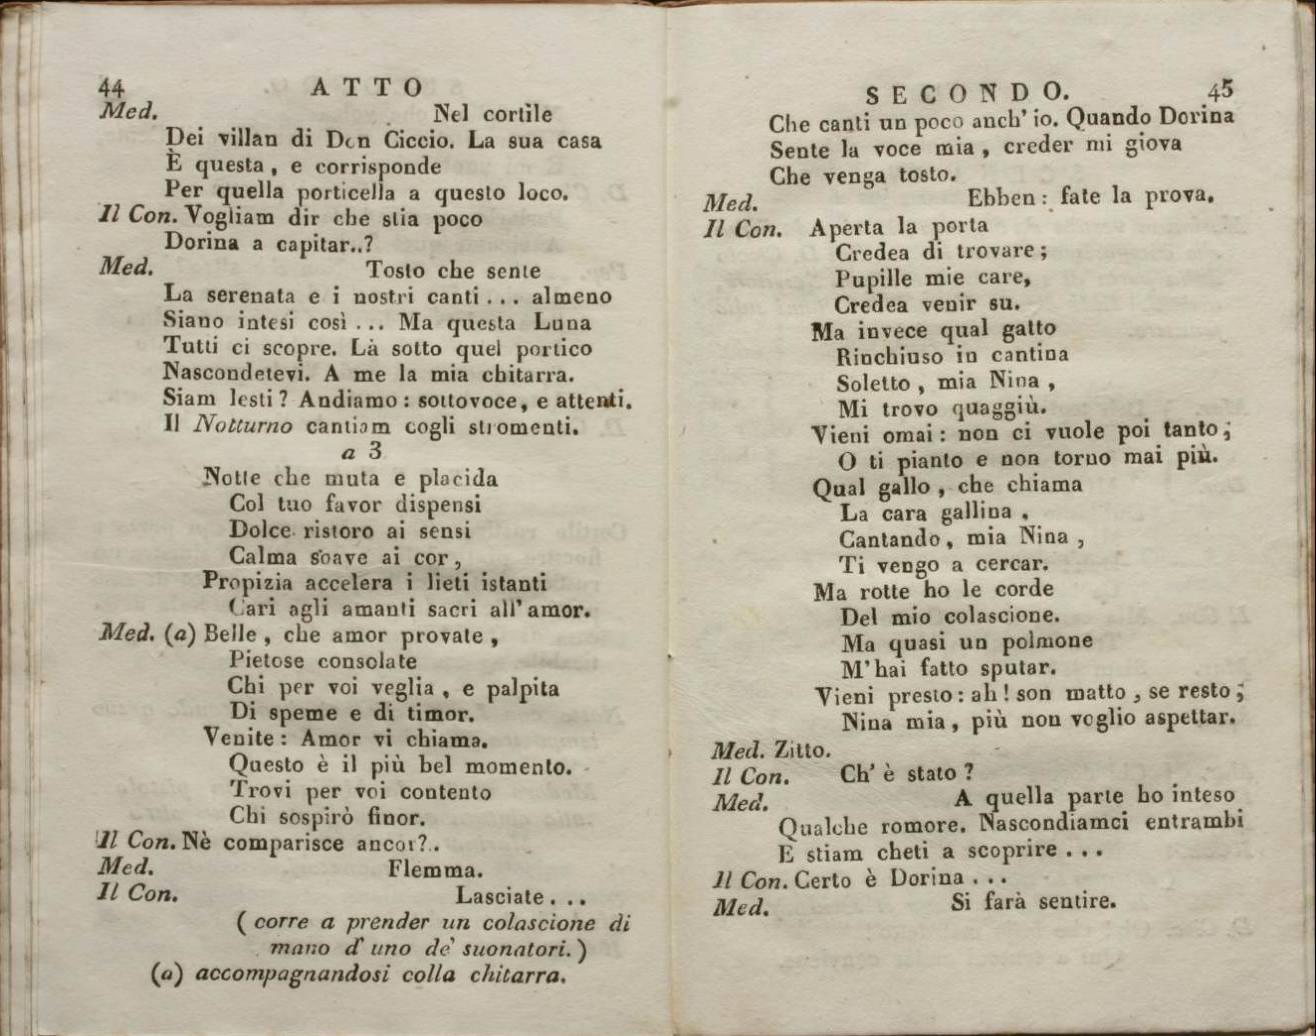 44 ATTO
Med. Nel cortìle
Dei villan di Don Ciccio. La sua casa
È questa, e corrisponde
Per quella porticella a questo loco.
Il Con. Vogliam dir che stia poco
Dorina a capitar..?
Med. Tosto che sente
La serenata e i nostri canti... almeno
Siano intesi così... Ma questa Luna
Tutti ci scopre. Là sotto quel portico
Nascondetevi. A me la mia chitarra.
Siam lesti? Andiamo: sottovoce, e attenti.
Il Notturno cantiam cogli stromenti.
a 3
Notte che muta e placida
Col tuo favor dispensi
Dolce ristoro ai sensi
Calma soave ai cor,
Propizia accelera i lieti istanti
Cari agli amanti sacri all' amor.
Med. (a) Belle, che amor provate,
Pietose consolate
Chi per voi veglia, e palpita
Di speme e di timor.
Venite: Amor vi chiama.
Questo è il più bel momento.
Trovi per voi contento
Chi sospirò finor.
Il Con. Nè comparisce ancor?..
Med. Flemma.
Il Con. Lasciate...
(corre a prender un colascione di
mano d' uno de' suonatori.)
(a) accompagnandosi colla chitarra.
SECONDO. 45
Che canti un poco anch' io. Quando Dorina
Sente la voce mia, creder mi giova
Che venga tosto.
Med. Ebben: fate la prova.
Il Con. Aperta la porta
Credea di trovare;
Pupille mie care,
Credea venir su.
Ma invece qual gatto
Rinchiuso in cantina
Soletto, mia Nina,
Mi trovo quaggiù.
Vieni omai: non ci vuole poi tanto;
O ti pianto e non torno mai più.
Qual gallo, che chiama
La cara gallina,
Cantando, mia Nina,
Ti vengo a cercar.
Ma rotte ho le corde
Del mio colascione.
Ma quasi un polmone
M' hai fatto sputar.
Vieni presto: ah! son matto, se resto;
Nina mia, più non voglio aspettar.
Med. Zitto.
Il Con. Ch' è stato?
Med. A quella parte ho inteso
Qualche romore. Nascondiamci entrambi
E stiam cheti a scoprire...
Il Con. Certo è Dorina...
Med. Si farà sentire.